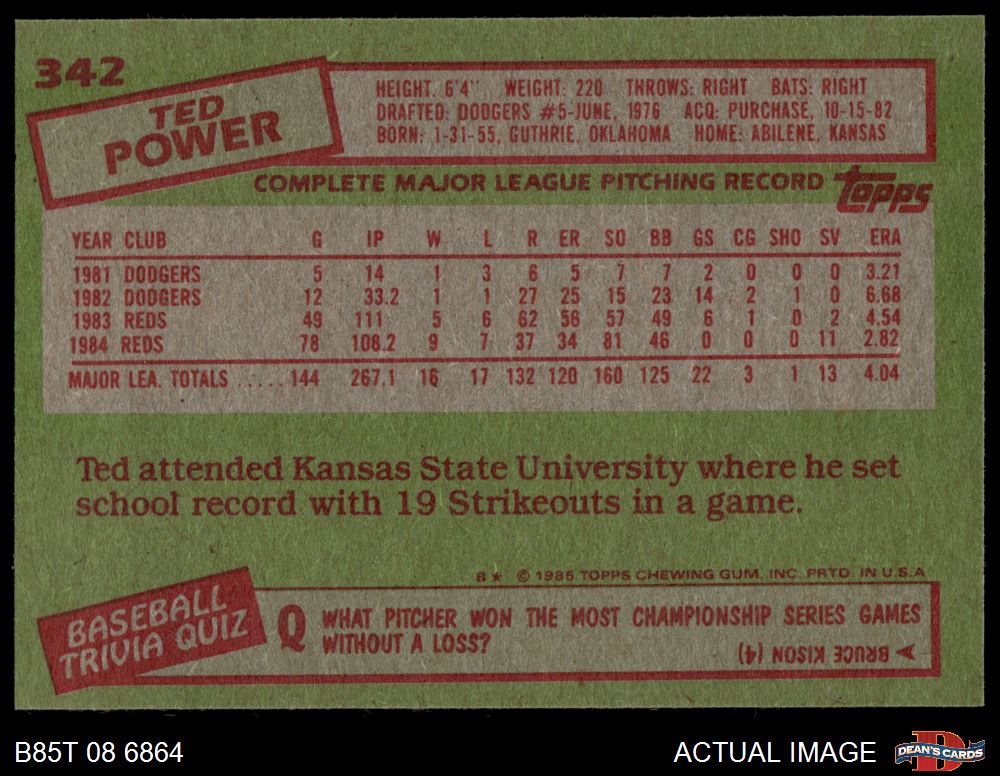 342
TED
POWER
HEIGHT. 6'4" WEIGHT: 220 THROWS: RIGHT BATS: RIGHT
DRAFTED: DODGERS #5-JUNE, 1976 ACQ: PURCHASE, 10-15-82
BORN: 1-31-55, GUTHRIE, OKLAHOMA HOME: ABILENE, KANSAS
COMPLETE MAJOR LEAGUE PITCHING RECORD
topps
YEAR CLUB G IP W L R ER SO BB GS CG SHO SV ERA
1981 DODGERS 5 14 1 3 6 5 7 7 2 0 0 0 3.21
1982 DODGERS 12 33.2 1 1 27 25 15 23 14 2 1 0 6.68
1983 REDS 49 111 5 6 62 56 57 49 6 1 0 2 4.54
1984 REDS 78 108.2 9 7 37 34 81 46 0 0 0 11 2.82
MAJOR LEA. TOTALS ..... 144 267.1 16 17 132 120 160 125 22 3 1 13 4.04
Ted attended Kansas State University where he set
school record with 19 Strikeouts in a game.
B★ © 1985 TOPPS CHEWING GUM, INC. PRTD. IN U.S.A
BASEBALL
TRIVIA QUIZ
Q WHAT PITCHER WON THE MOST CHAMPIONSHIP SERIES GAMES
WITHOUT A LOSS?
➤ BRUCE KISON (4)
B85T 08 6864
ACTUAL IMAGE
D
DEAN'S CARDS